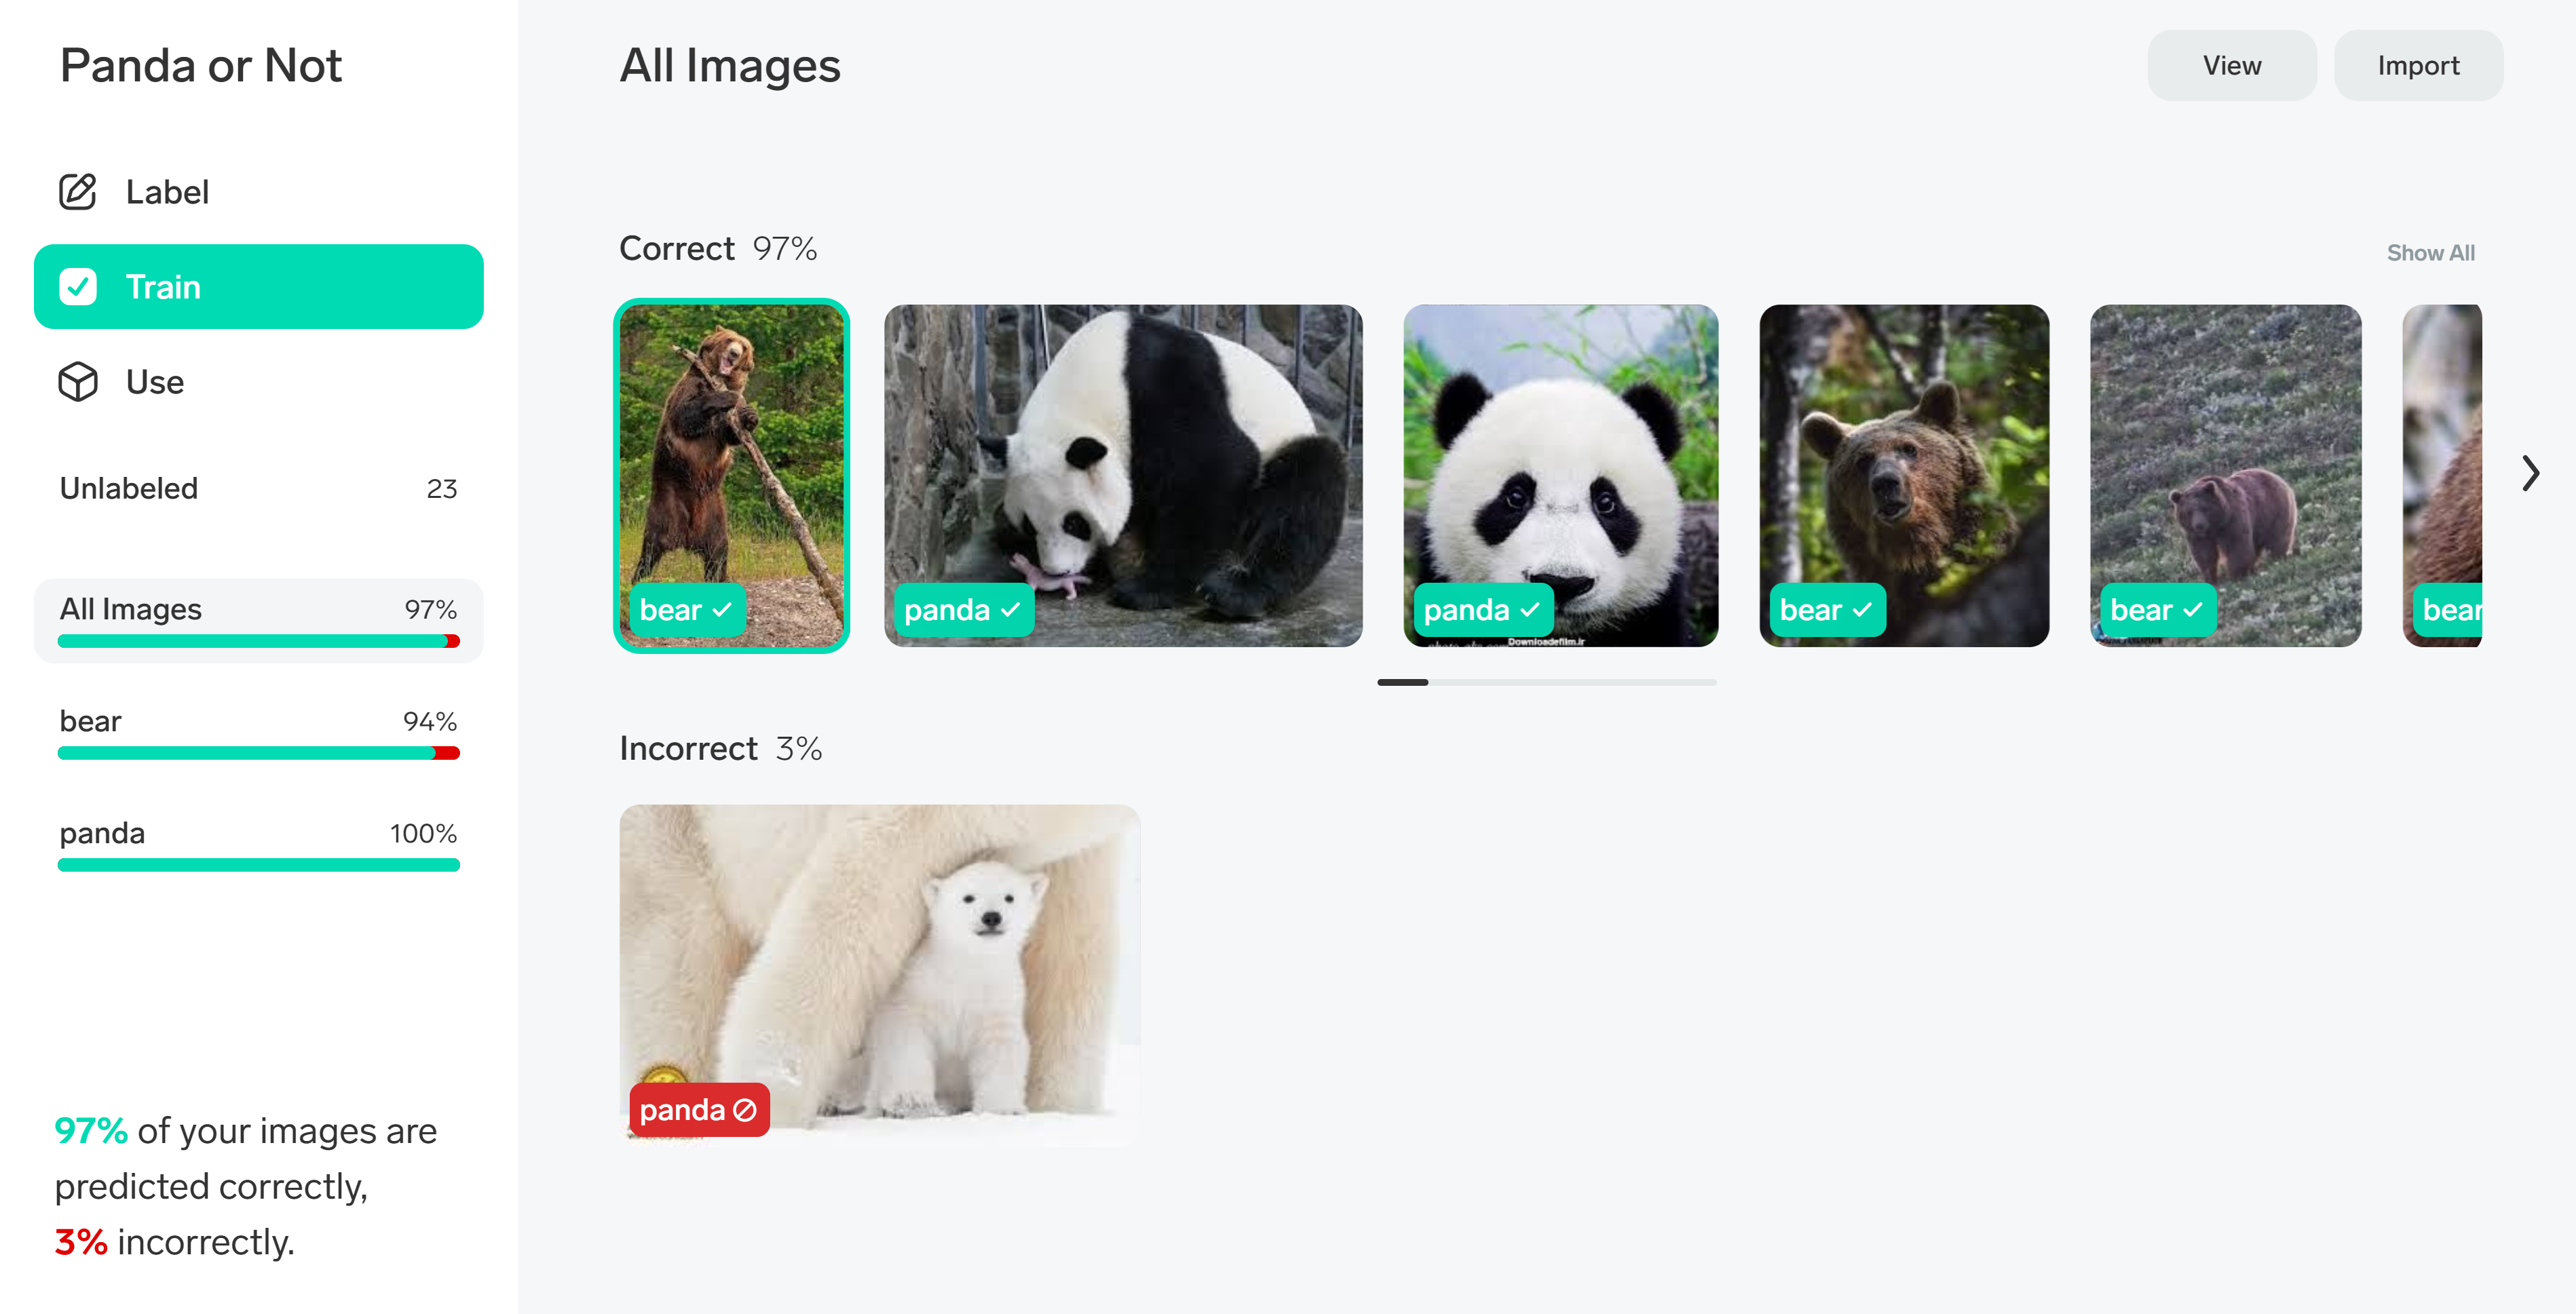 Panda or Not
Label
Train
Use
Unlabeled 23
All Images 97%
bear 94%
panda 100%
97% of your images are
predicted correctly,
3% incorrectly.
All Images
View
Import
Correct 97%
Show All
bear
panda
panda
Downloadefilm.ir
bear
bear
bear
Incorrect 3%
panda